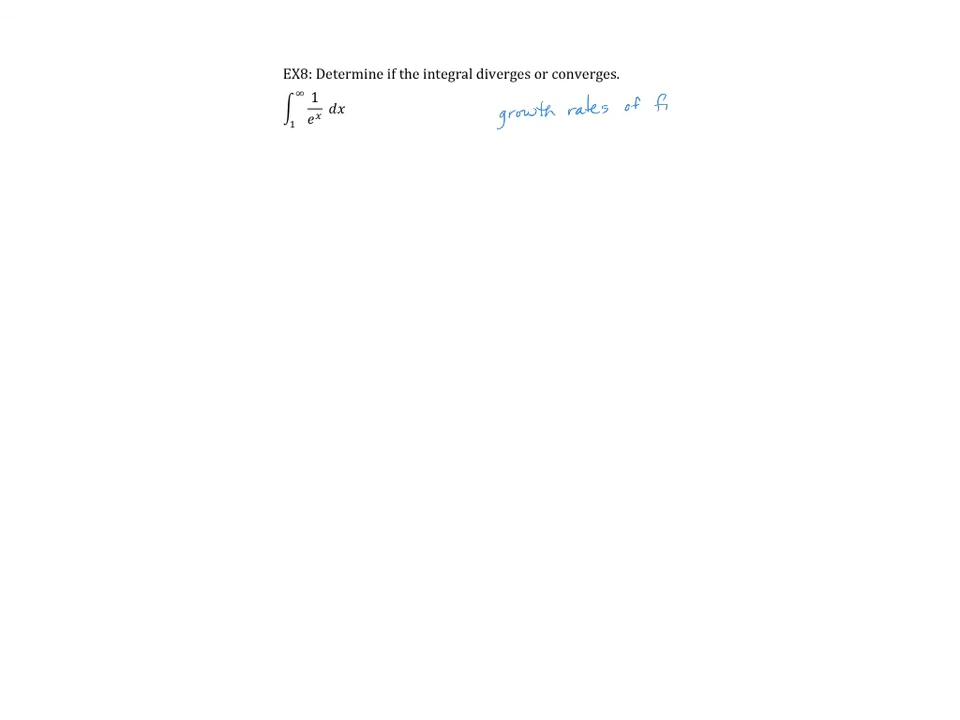 EX8: Determine if the integral diverges or converges.
∫₁^∞ 1/eˣ dx
growth rates of